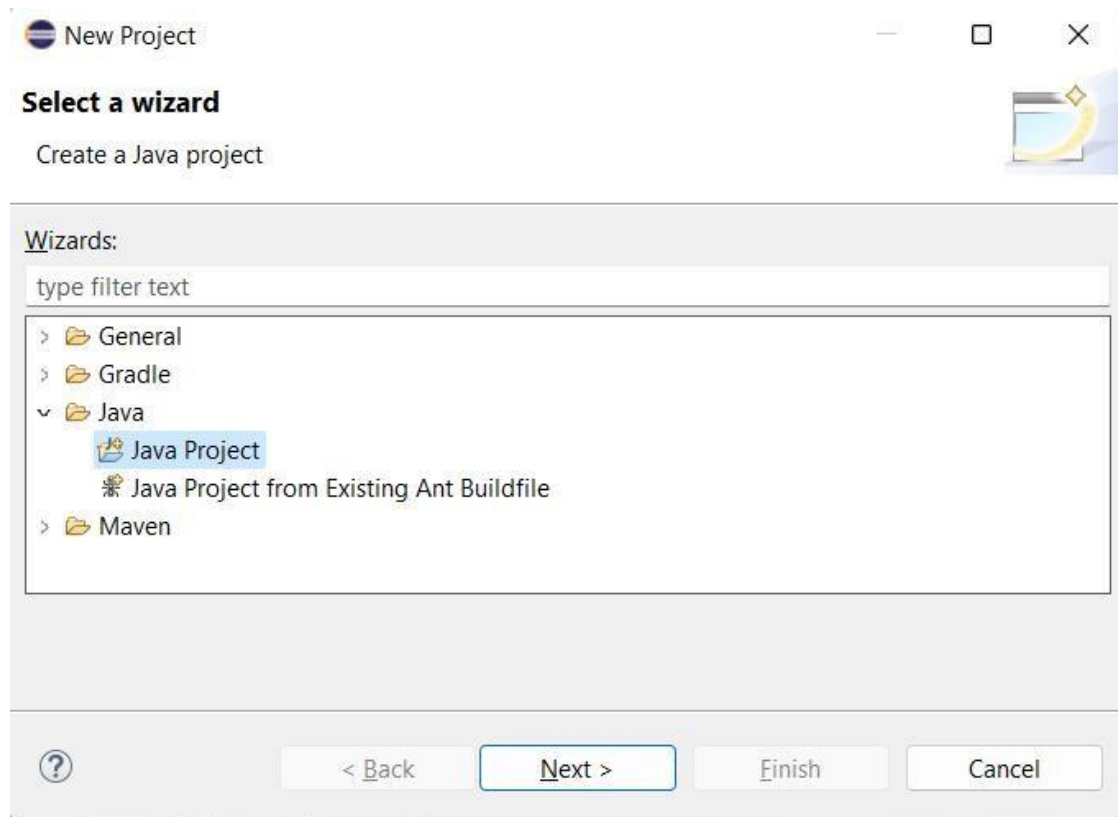 New Project
Select a wizard
Create a Java project
Wizards:
type filter text
General
Gradle
Java
Java Project
Java Project from Existing Ant Buildfile
Maven
?
< Back Next > Finish Cancel